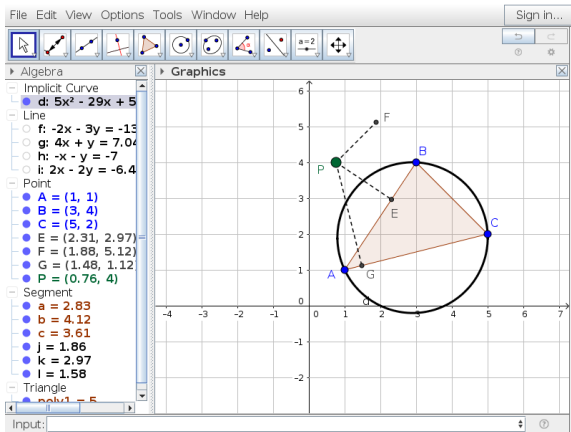 File Edit View Options Tools Window Help Sign in...
a=2
Algebra
Graphics
Implicit Curve
d: 5x² - 29x + 5
Line
f: -2x - 3y = -13
g: 4x + y = 7.04
h: -x - y = -7
i: 2x - 2y = -6.4
Point
A = (1, 1)
B = (3, 4)
C = (5, 2)
E = (2.31, 2.97)
F = (1.88, 5.12)
G = (1.48, 1.12
P = (0.76, 4)
Segment
a = 2.83
b = 4.12
c = 3.61
j = 1.86
k = 2.97
l = 1.58
Triangle
poly1 = 5
6
5
4
3
2
1
0
-1
-2
-4 -3 -2 -1 0 1 2 3 4 5 6 7
F
B
P
E
C
A
G
d
Input: